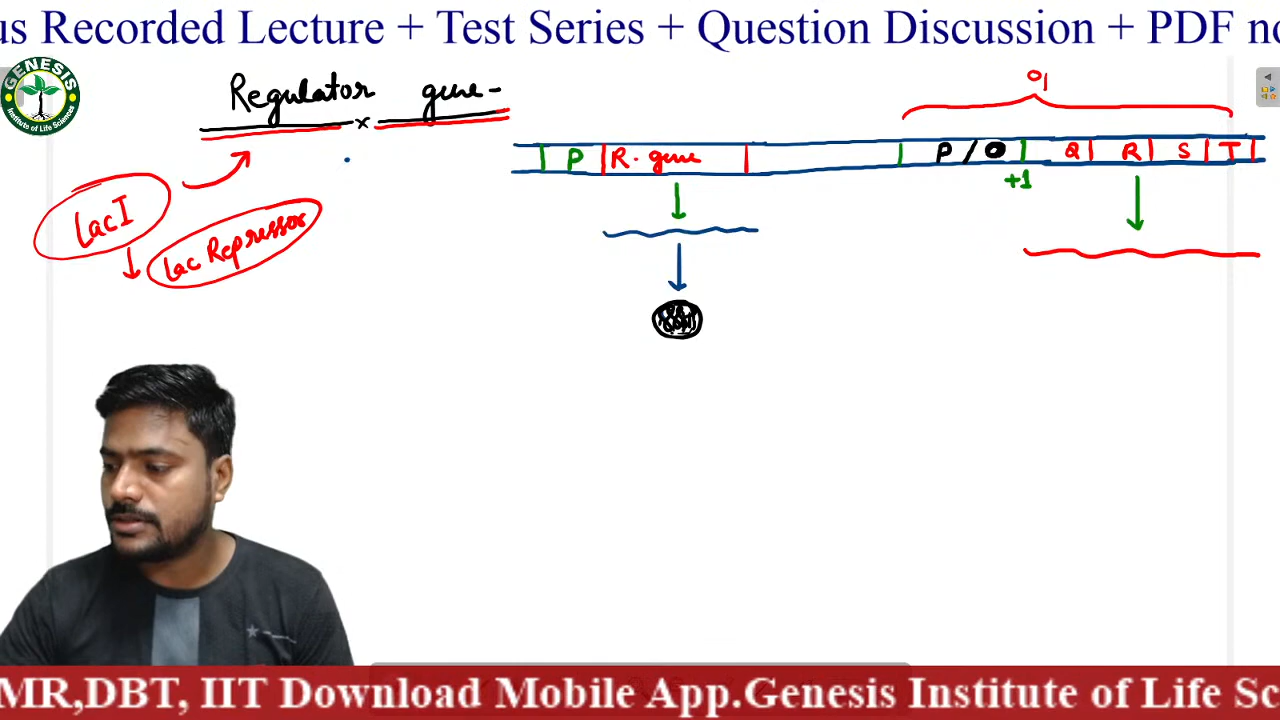 us Recorded Lecture + Test Series + Question Discussion + PDF no
GENESIS
Institute of Life Sciences
Regulator gene-
x
O1
P R. gene
P / O Q R S T
+1
LacI
Lac Repressor
MR,DBT, IIT Download Mobile App.Genesis Institute of Life Sc